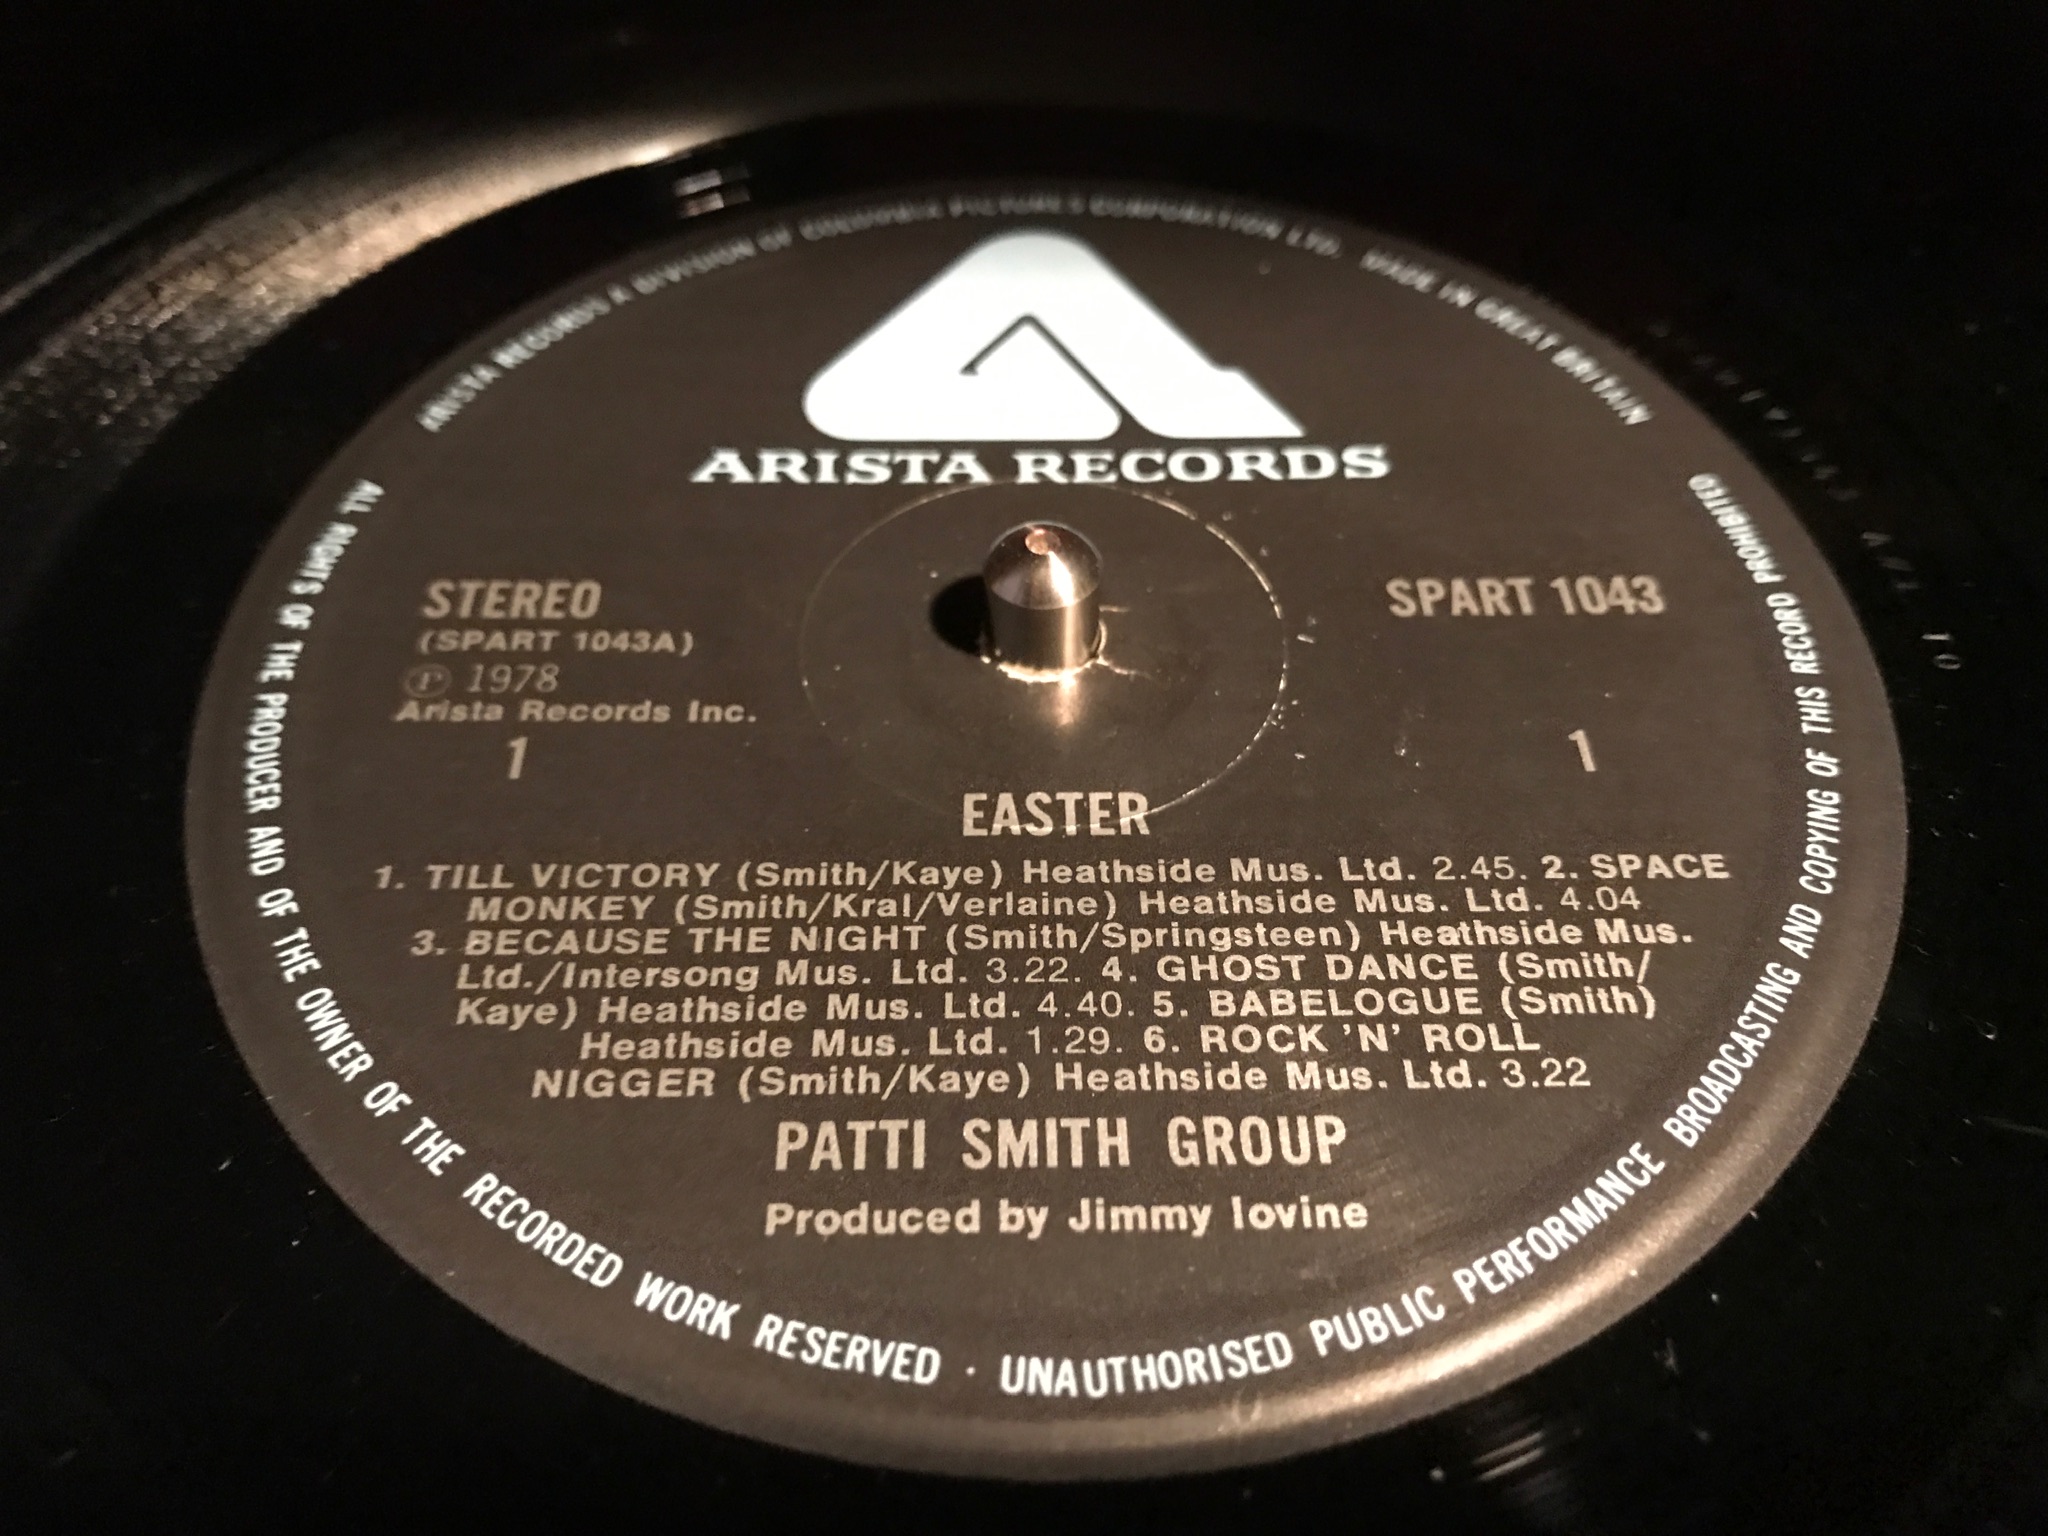 ARISTA RECORDS A DIVISION OF COLUMBIA PICTURES CORPORATION LTD. MADE IN GREAT BRITAIN
ARISTA RECORDS
STEREO
(SPART 1043A)
Ⓟ 1978
Arista Records Inc.
1
SPART 1043
1
EASTER
1. TILL VICTORY (Smith/Kaye) Heathside Mus. Ltd. 2.45. 2. SPACE
MONKEY (Smith/Kral/Verlaine) Heathside Mus. Ltd. 4.04
3. BECAUSE THE NIGHT (Smith/Springsteen) Heathside Mus.
Ltd./Intersong Mus. Ltd. 3.22. 4. GHOST DANCE (Smith/
Kaye) Heathside Mus. Ltd. 4.40. 5. BABELOGUE (Smith)
Heathside Mus. Ltd. 1.29. 6. ROCK 'N' ROLL
NIGGER (Smith/Kaye) Heathside Mus. Ltd. 3.22
PATTI SMITH GROUP
Produced by Jimmy Iovine
ALL RIGHTS OF THE PRODUCER AND OF THE OWNER OF THE RECORDED WORK RESERVED · UNAUTHORISED PUBLIC PERFORMANCE BROADCASTING AND COPYING OF THIS RECORD PROHIBITED